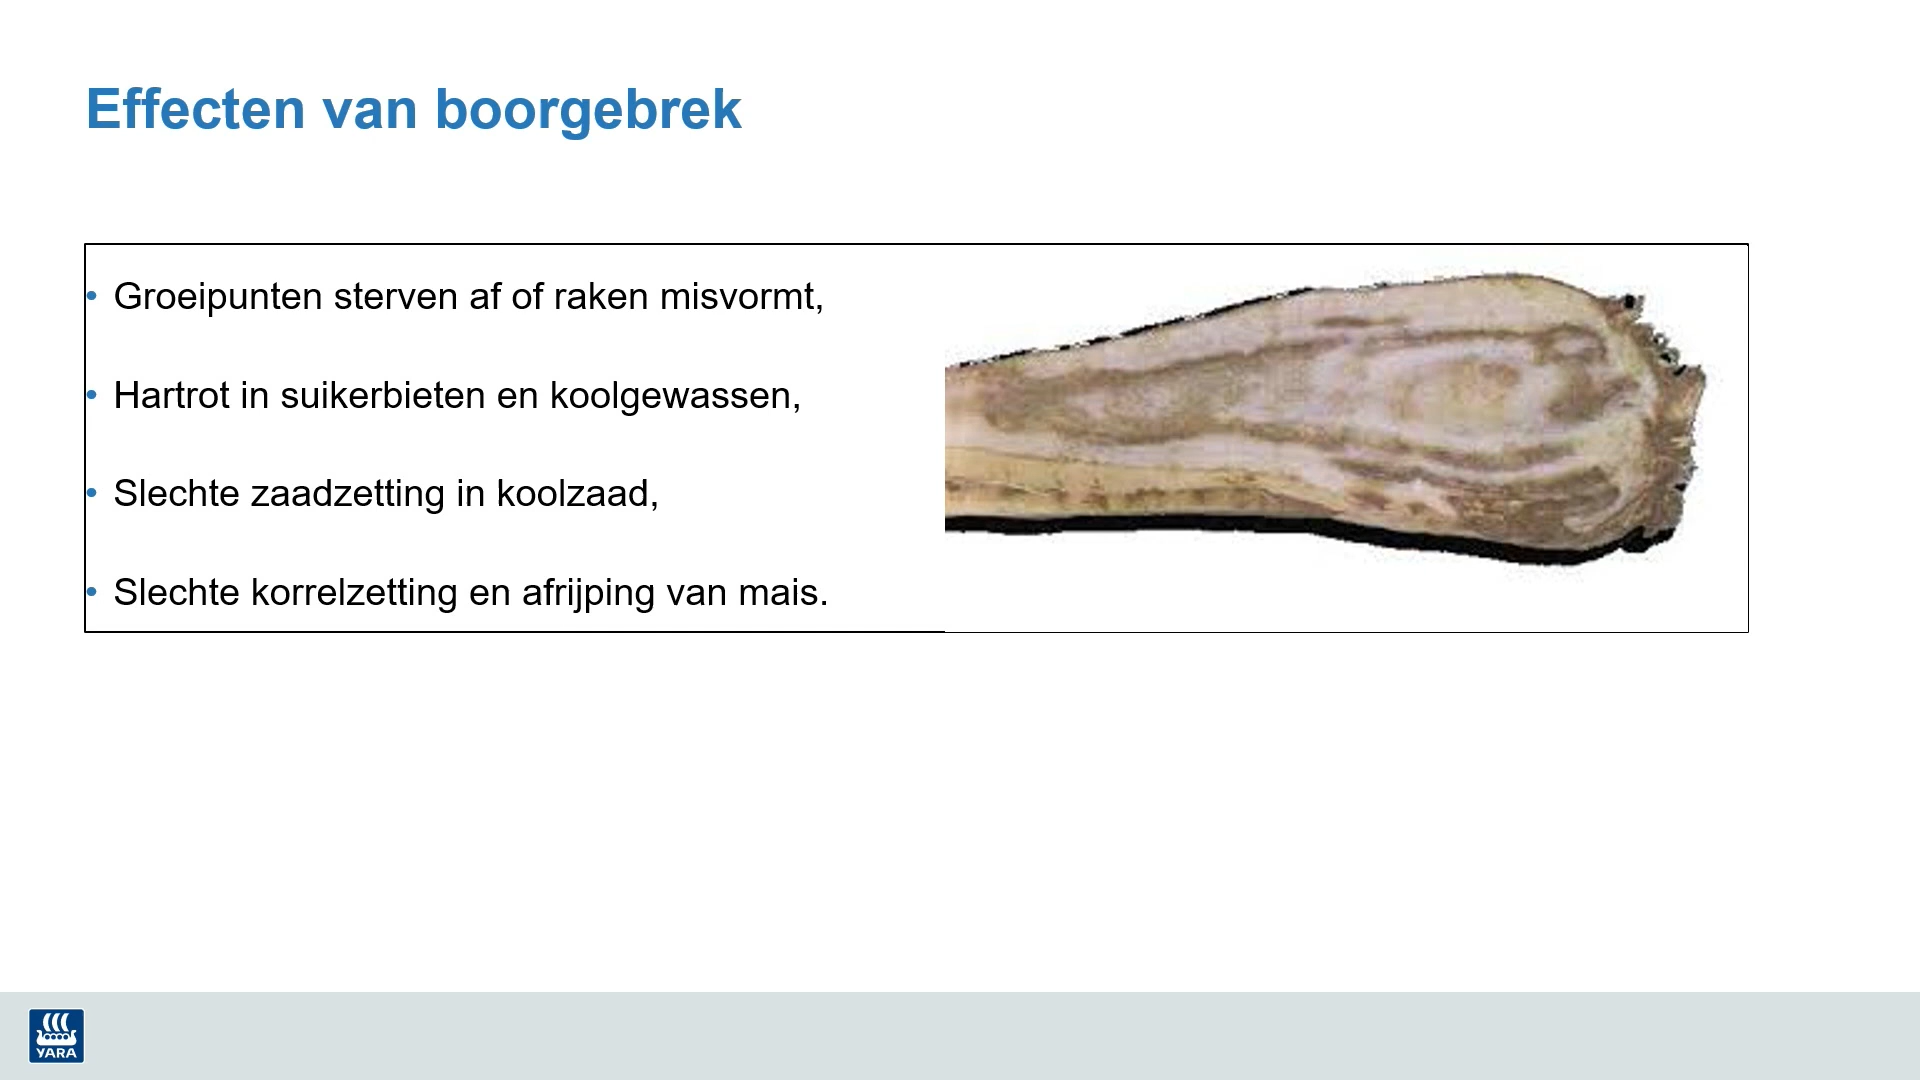 Effecten van boorgebrek
• Groeipunten sterven af of raken misvormt,
• Hartrot in suikerbieten en koolgewassen,
• Slechte zaadzetting in koolzaad,
• Slechte korrelzetting en afrijping van mais.
YARA